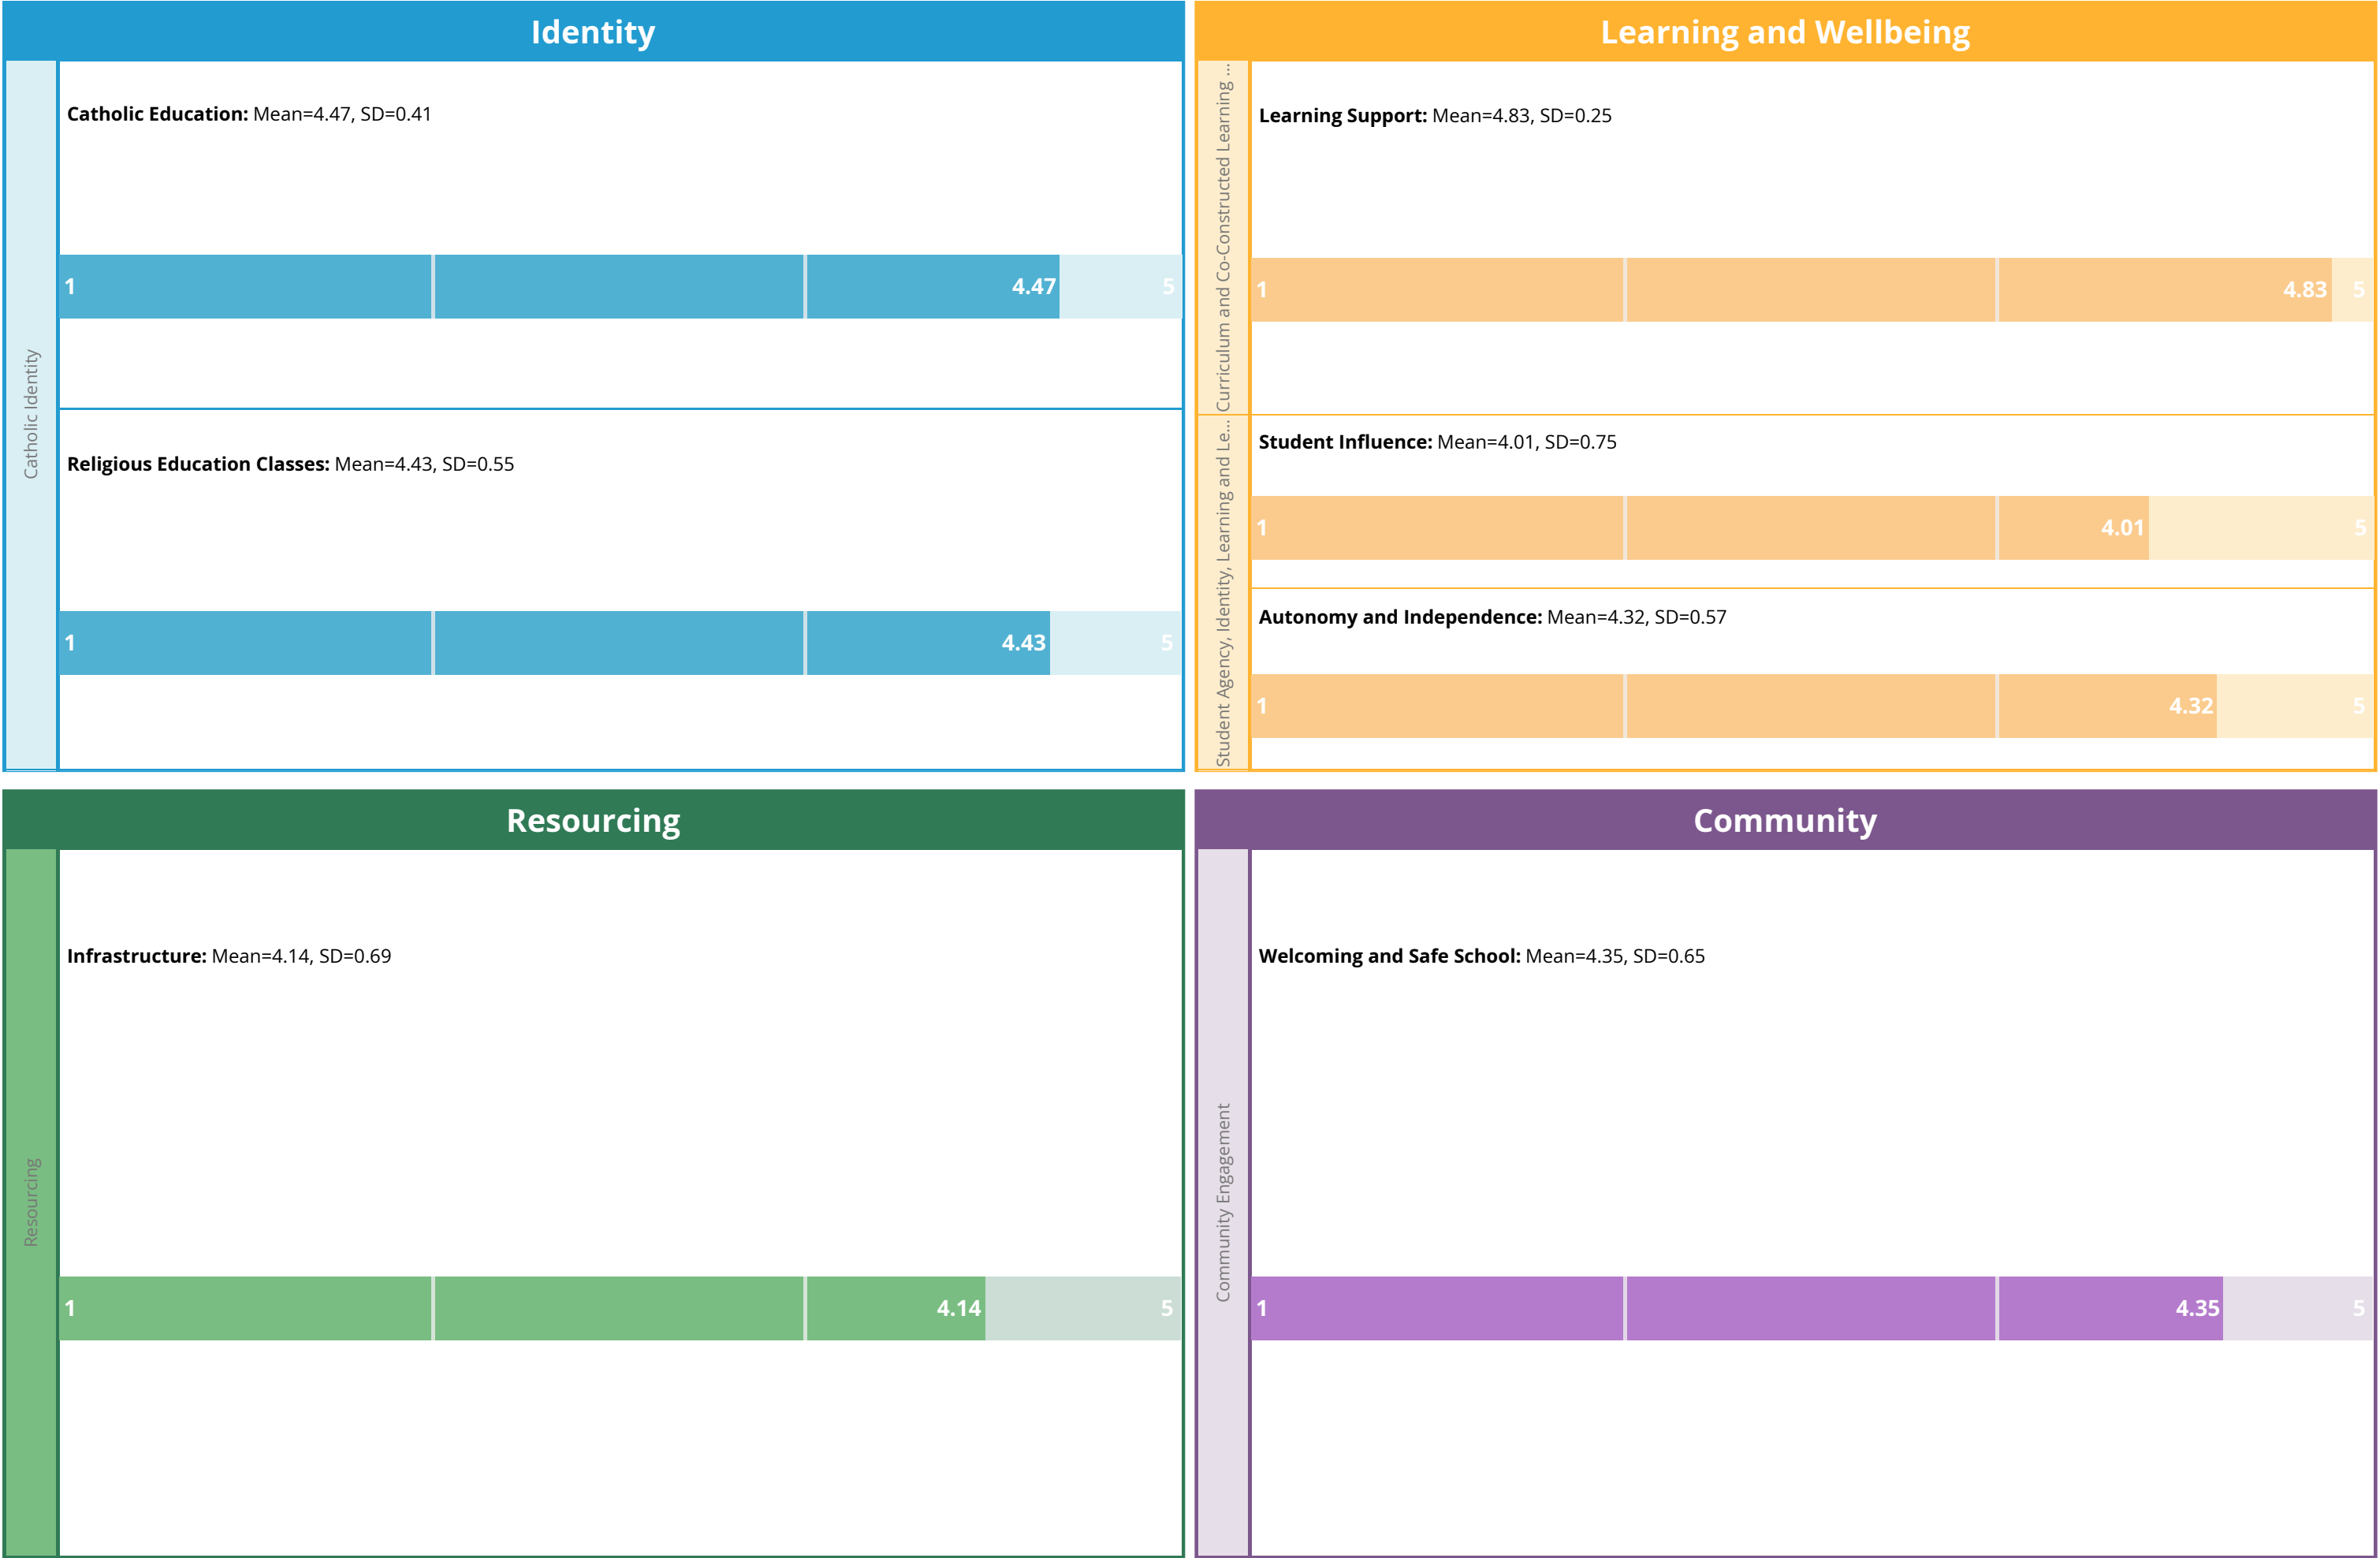 Identity
Catholic Identity
Catholic Education: Mean=4.47, SD=0.41
1 4.47 5
Religious Education Classes: Mean=4.43, SD=0.55
1 4.43 5
Learning and Wellbeing
Curriculum and Co-Constructed Learning ...
Learning Support: Mean=4.83, SD=0.25
1 4.83 5
Student Agency, Identity, Learning and Le...
Student Influence: Mean=4.01, SD=0.75
1 4.01 5
Autonomy and Independence: Mean=4.32, SD=0.57
1 4.32 5
Resourcing
Resourcing
Infrastructure: Mean=4.14, SD=0.69
1 4.14 5
Community
Community Engagement
Welcoming and Safe School: Mean=4.35, SD=0.65
1 4.35 5